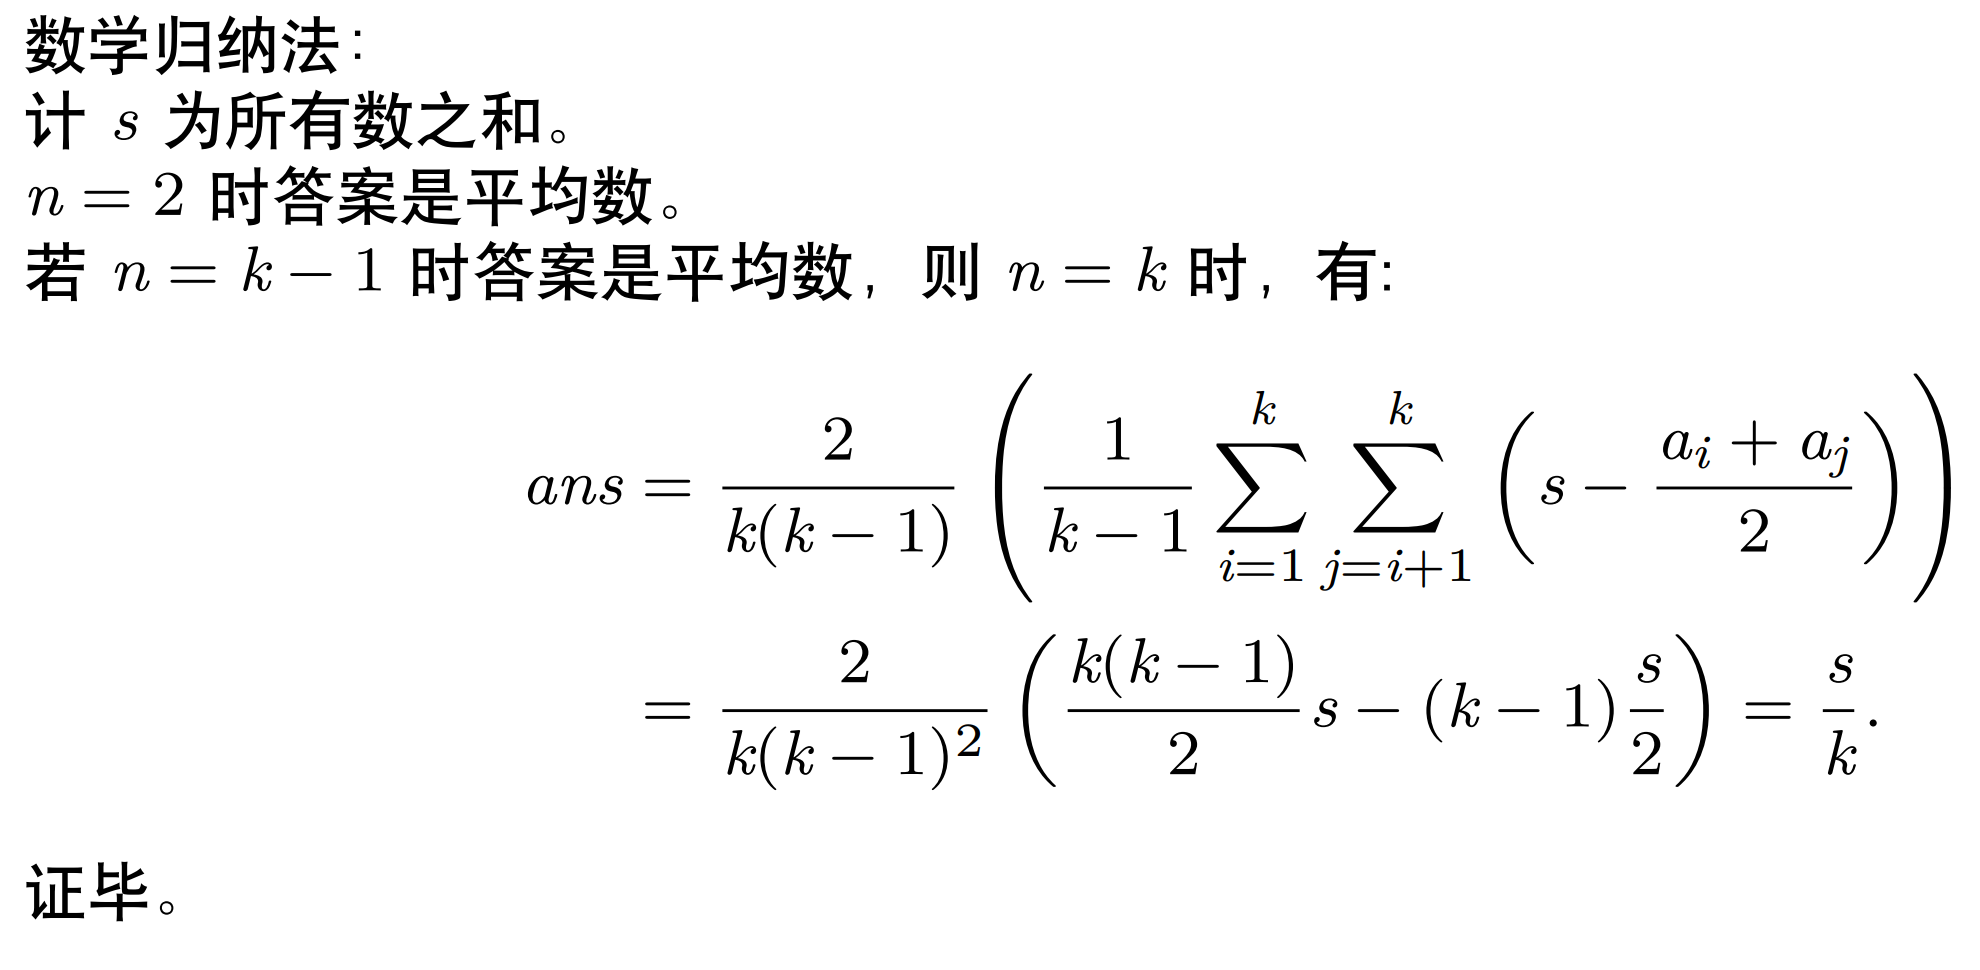 数学归纳法:
计 s 为所有数之和。
n = 2 时答案是平均数。
若 n = k − 1 时答案是平均数，则 n = k 时，有:
ans = \frac{2}{k(k-1)} \left( \frac{1}{k-1} \sum_{i=1}^{k} \sum_{j=i+1}^{k} \left( s - \frac{a_i + a_j}{2} \right) \right)
= \frac{2}{k(k-1)^2} \left( \frac{k(k-1)}{2} s - (k-1) \frac{s}{2} \right) = \frac{s}{k}.
证毕。